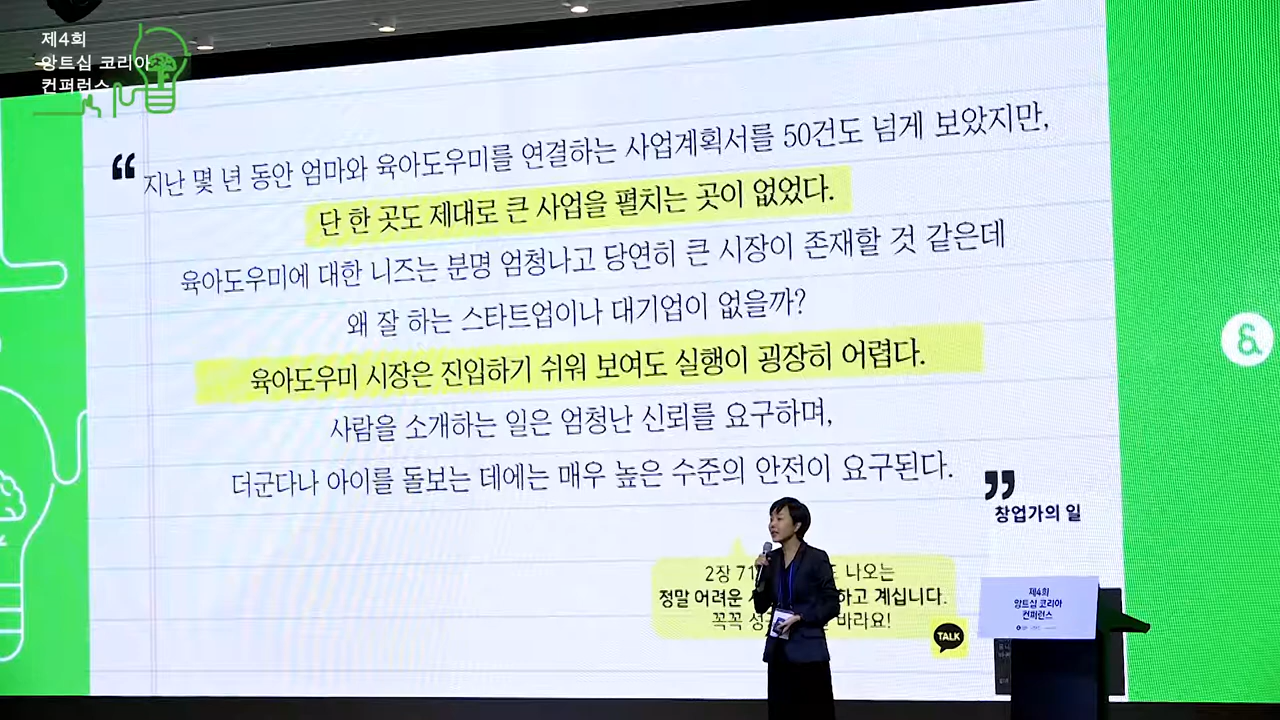 제4회
앙트십 코리아
컨퍼런스
“ 지난 몇 년 동안 엄마와 육아도우미를 연결하는 사업계획서를 50건도 넘게 보았지만,
단 한 곳도 제대로 큰 사업을 펼치는 곳이 없었다.
육아도우미에 대한 니즈는 분명 엄청나고 당연히 큰 시장이 존재할 것 같은데
왜 잘 하는 스타트업이나 대기업이 없을까?
육아도우미 시장은 진입하기 쉬워 보여도 실행이 굉장히 어렵다.
사람을 소개하는 일은 엄청난 신뢰를 요구하며,
더군다나 아이를 돌보는 데에는 매우 높은 수준의 안전이 요구된다. ”
창업가의 일
2장 나오는
정말 어려운 하고 계십니다.
꼭꼭 바라요!
TALK
&
제4회
앙트십 코리아
컨퍼런스